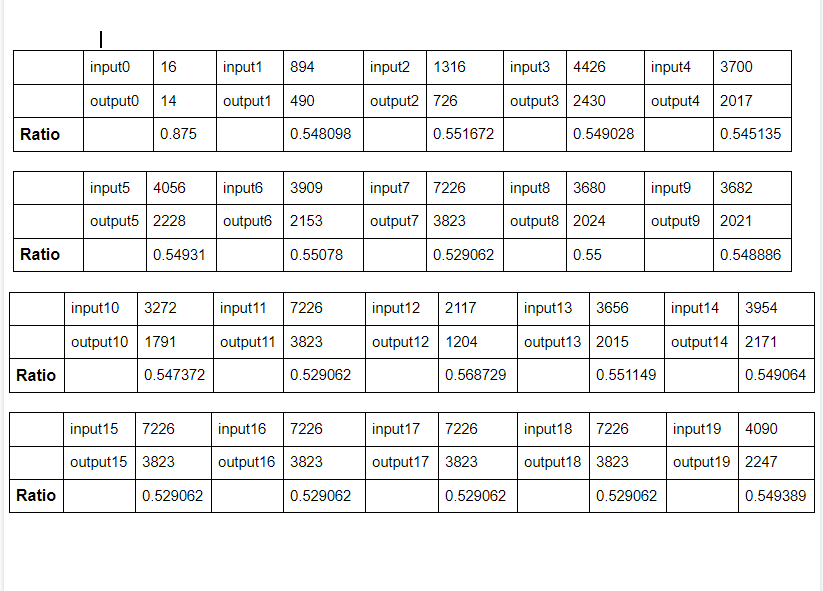 input0 16 input1 894 input2 1316 input3 4426 input4 3700
output0 14 output1 490 output2 726 output3 2430 output4 2017
Ratio 0.875 0.548098 0.551672 0.549028 0.545135
input5 4056 input6 3909 input7 7226 input8 3680 input9 3682
output5 2228 output6 2153 output7 3823 output8 2024 output9 2021
Ratio 0.54931 0.55078 0.529062 0.55 0.548886
input10 3272 input11 7226 input12 2117 input13 3656 input14 3954
output10 1791 output11 3823 output12 1204 output13 2015 output14 2171
Ratio 0.547372 0.529062 0.568729 0.551149 0.549064
input15 7226 input16 7226 input17 7226 input18 7226 input19 4090
output15 3823 output16 3823 output17 3823 output18 3823 output19 2247
Ratio 0.529062 0.529062 0.529062 0.529062 0.549389